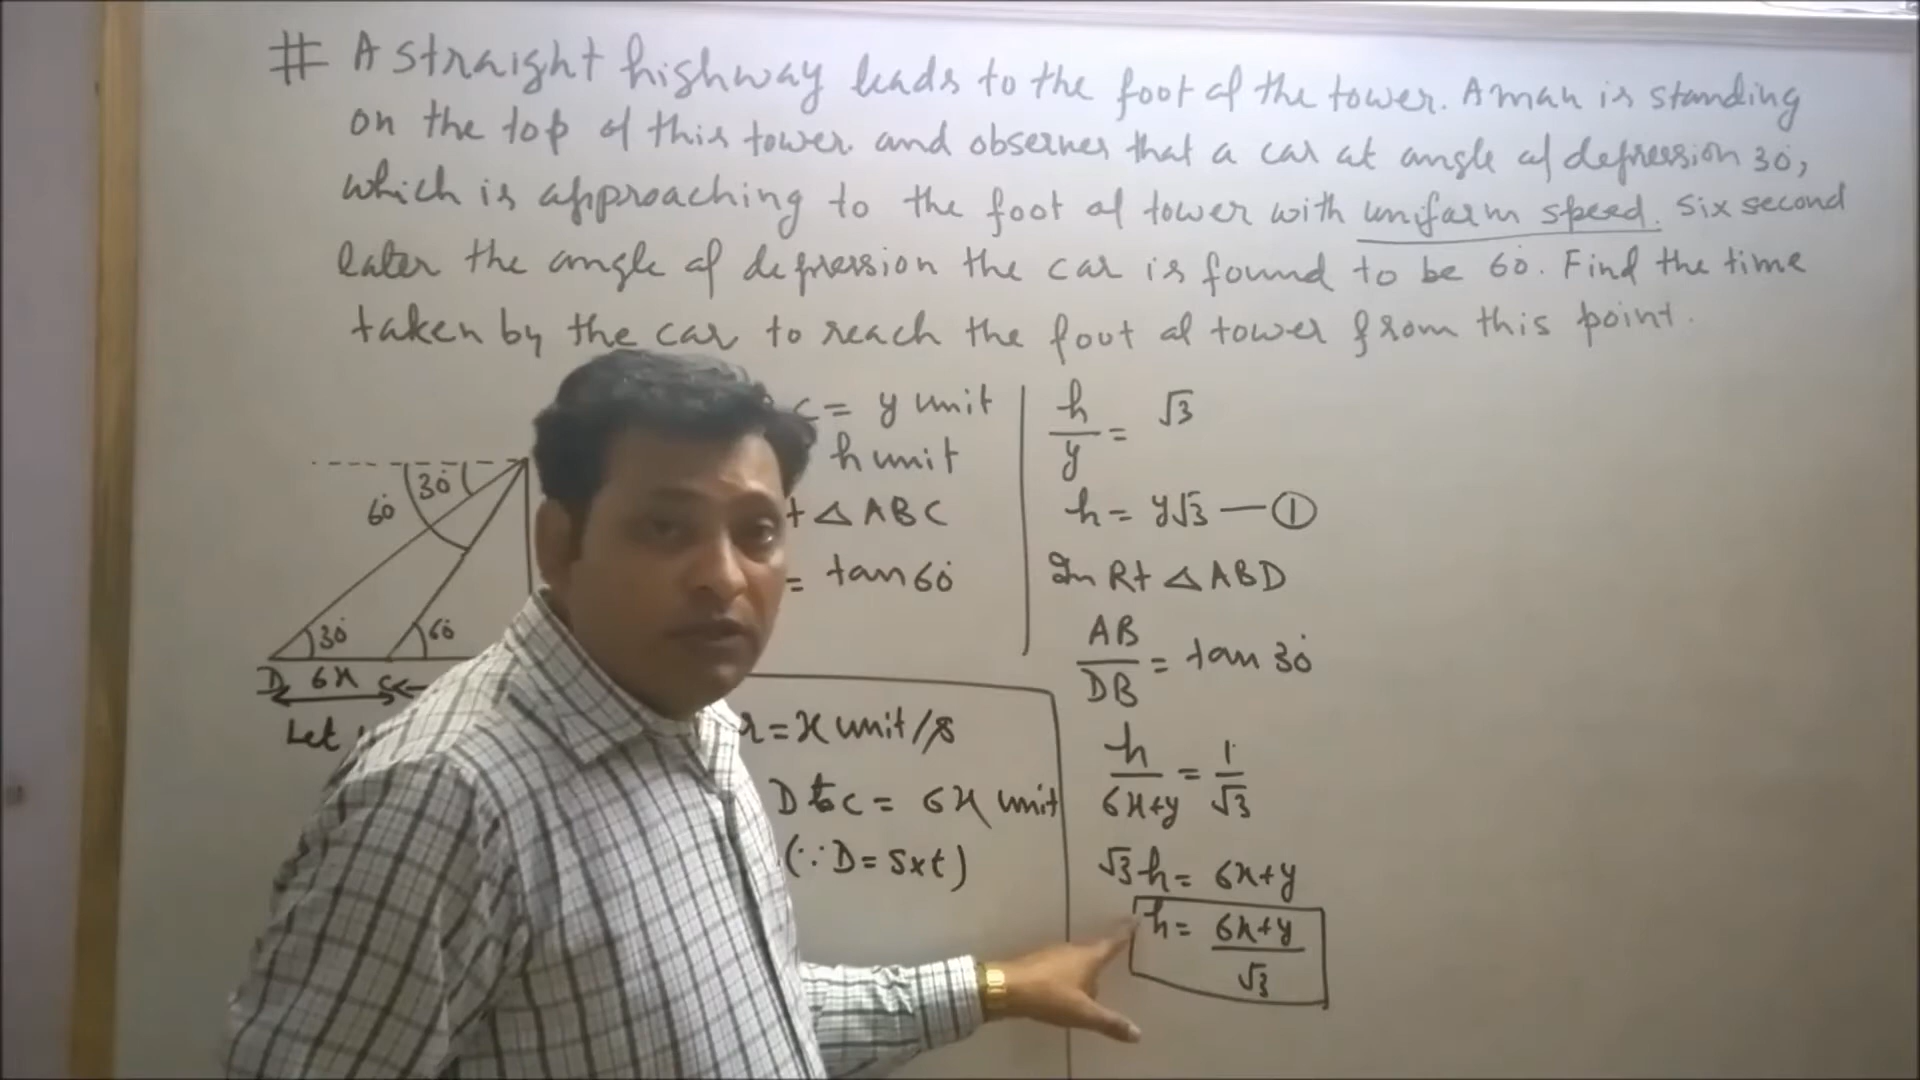 # A straight highway leads to the foot of the tower. A man is standing
on the top of this tower and observes that a car at angle of depression 30°,
which is approaching to the foot of tower with uniform speed. Six second
later the angle of depression the car is found to be 60°. Find the time
taken by the car to reach the foot of tower from this point.
30°
60°
30°
60°
D 6x C
Let
C = y unit
h unit
△ABC
= tan 60°
r = x unit/s
D to C = 6x unit
(∵ D = S×t)
h/y = √3
h = y√3 — ①
In Rt △ABD
AB/DB = tan 30°
h/6x+y = 1/√3
√3h = 6x+y
h = 6x+y/√3